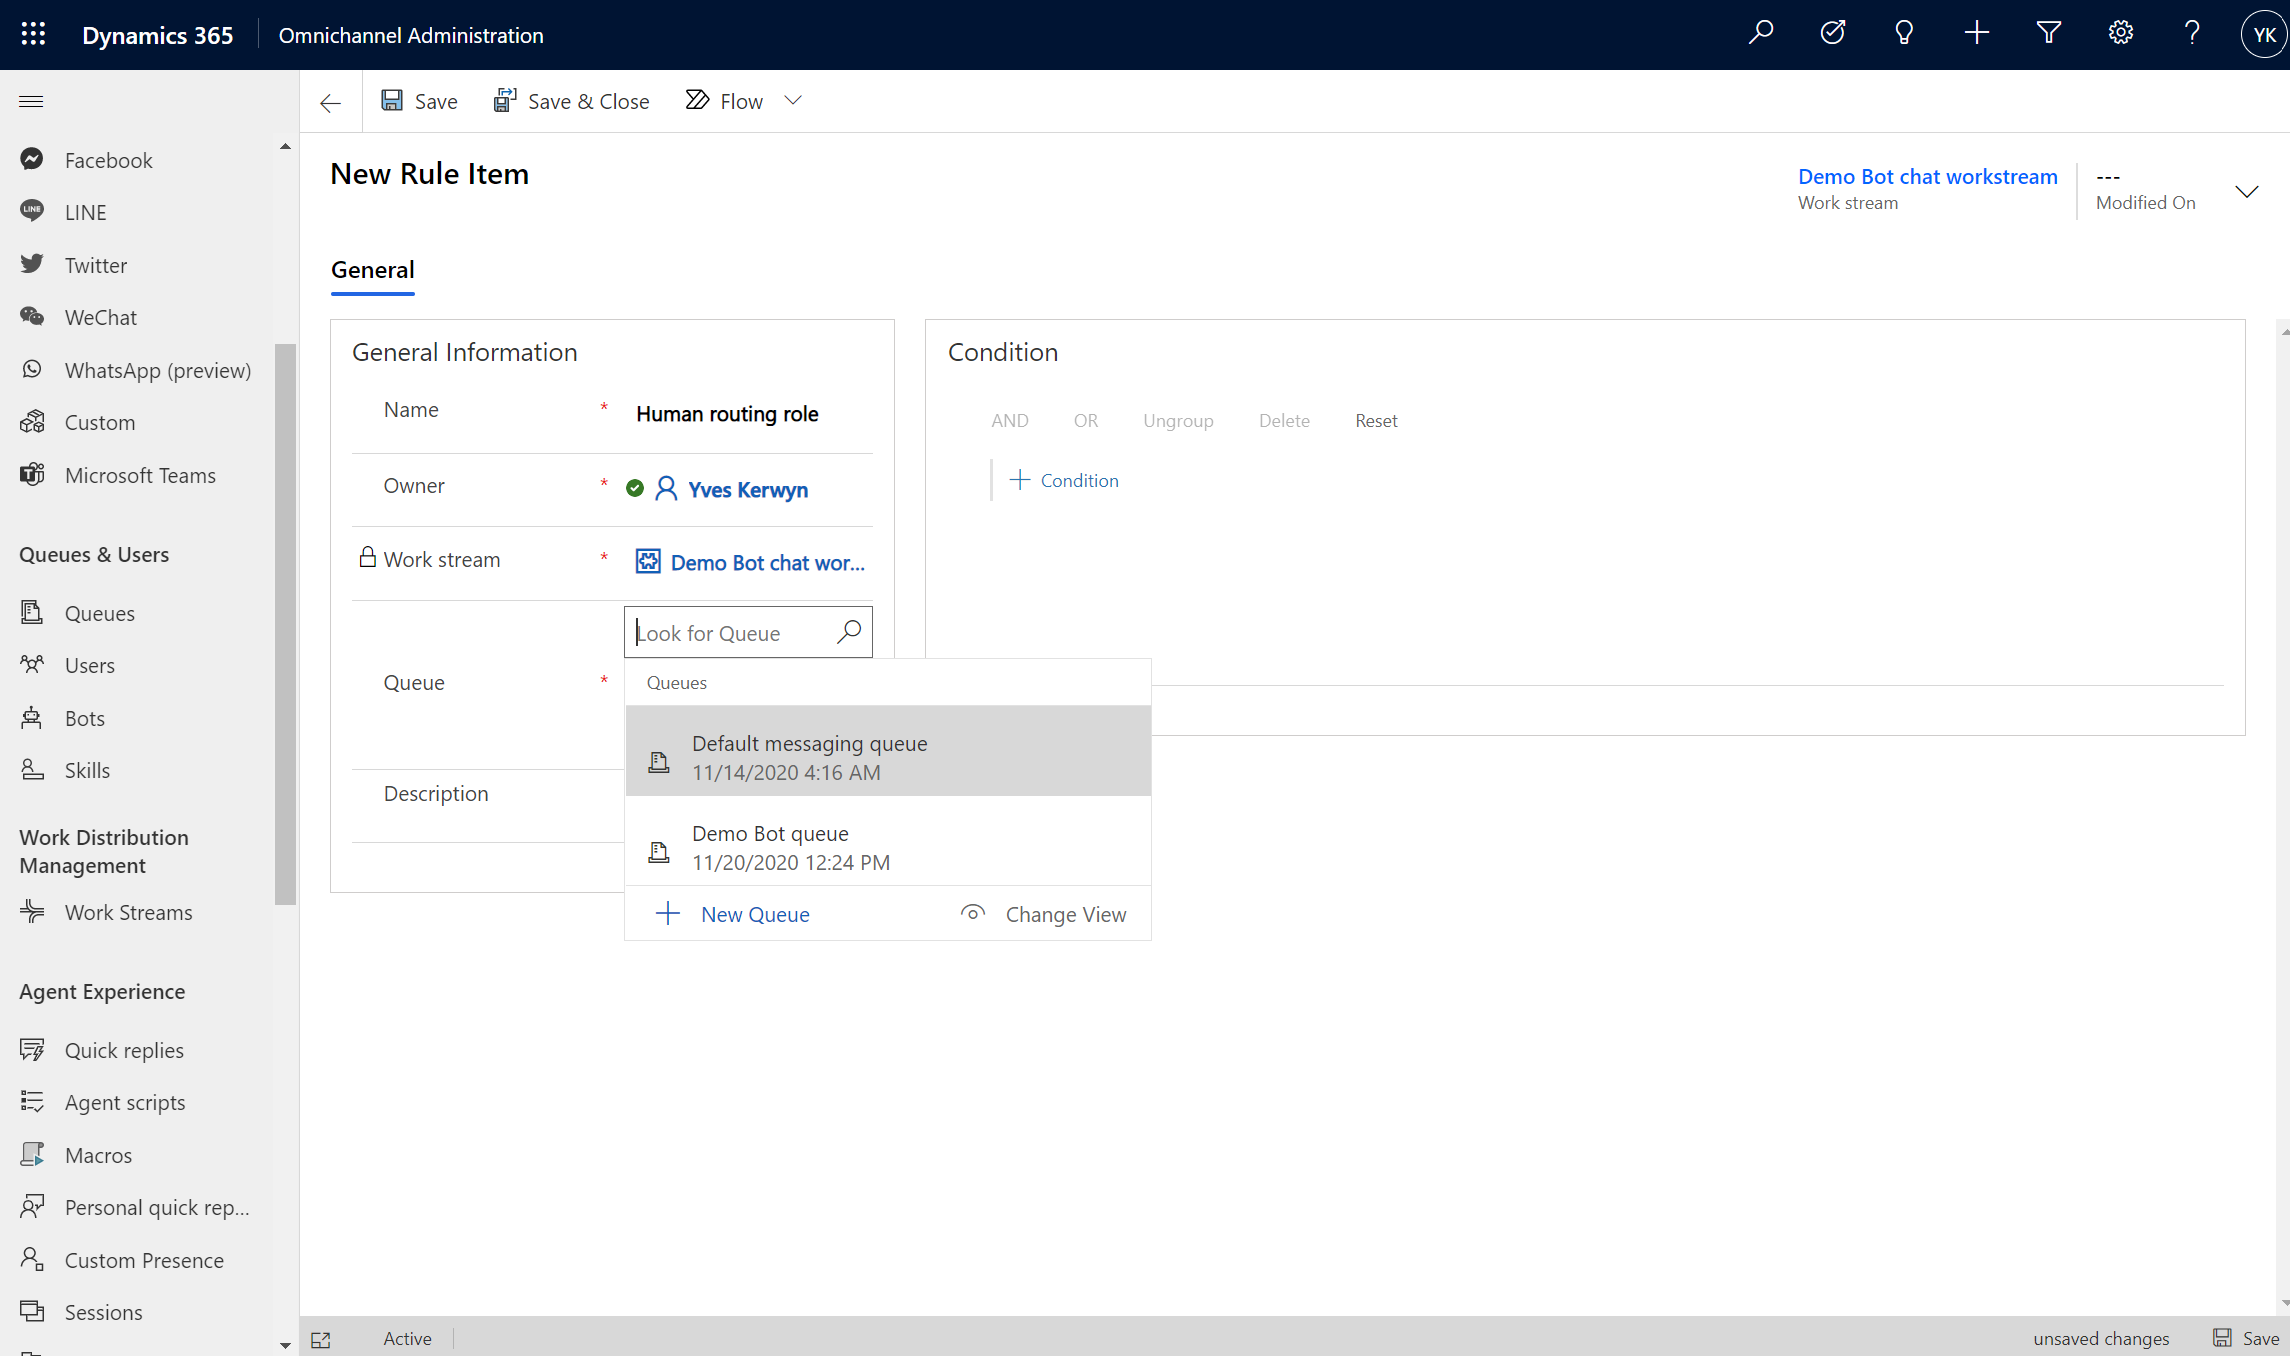 Dynamics 365
Omnichannel Administration
YK
Save
Save & Close
Flow
Facebook
LINE
LINE
Twitter
WeChat
WhatsApp (preview)
Custom
Microsoft Teams
Queues & Users
Queues
Users
Bots
Skills
Work Distribution
Management
Work Streams
Agent Experience
Quick replies
Agent scripts
Macros
Personal quick rep...
Custom Presence
Sessions
New Rule Item
Demo Bot chat workstream
Work stream
---
Modified On
General
General Information
Name
*
Human routing role
Owner
*
Yves Kerwyn
Work stream
*
Demo Bot chat wor...
Look for Queue
Queue
*
Queues
Default messaging queue
11/14/2020 4:16 AM
Demo Bot queue
11/20/2020 12:24 PM
New Queue
Change View
Description
Condition
AND
OR
Ungroup
Delete
Reset
Condition
Active
unsaved changes
Save